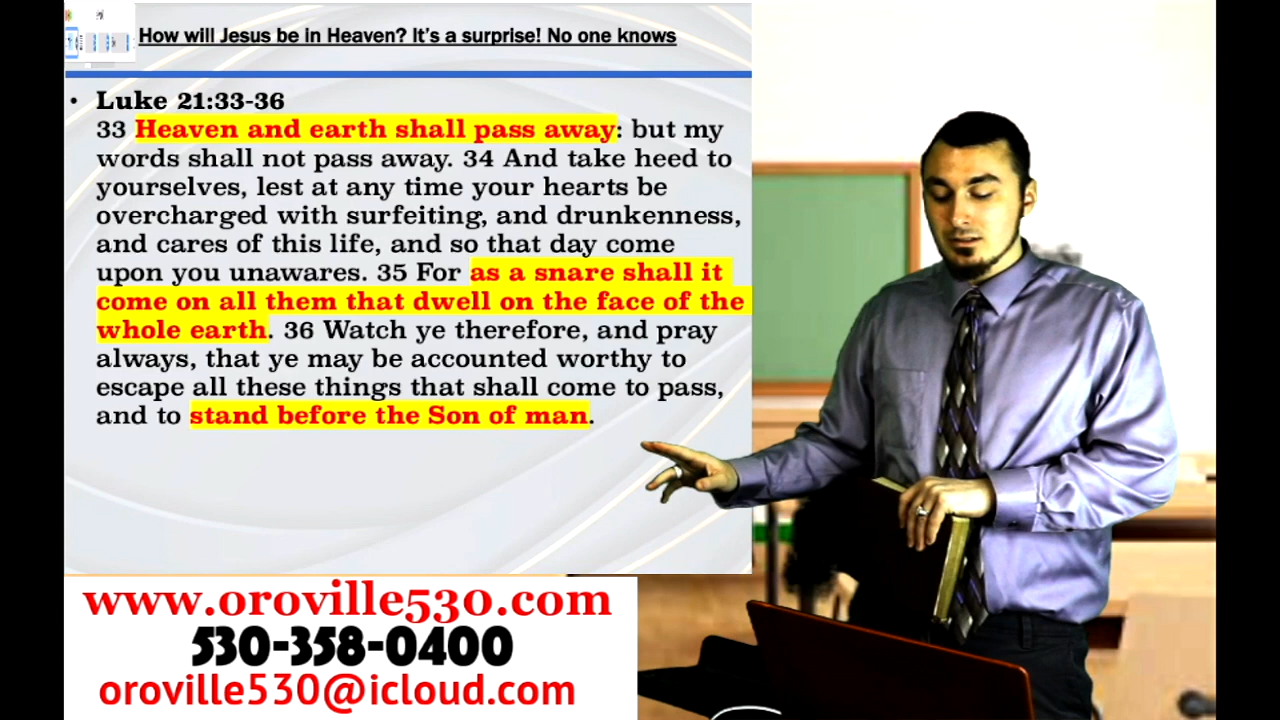 How will Jesus be in Heaven? It’s a surprise! No one knows
• Luke 21:33-36
33 Heaven and earth shall pass away: but my
words shall not pass away. 34 And take heed to
yourselves, lest at any time your hearts be
overcharged with surfeiting, and drunkenness,
and cares of this life, and so that day come
upon you unawares. 35 For as a snare shall it
come on all them that dwell on the face of the
whole earth. 36 Watch ye therefore, and pray
always, that ye may be accounted worthy to
escape all these things that shall come to pass,
and to stand before the Son of man.
www.oroville530.com
530-358-0400
oroville530@icloud.com